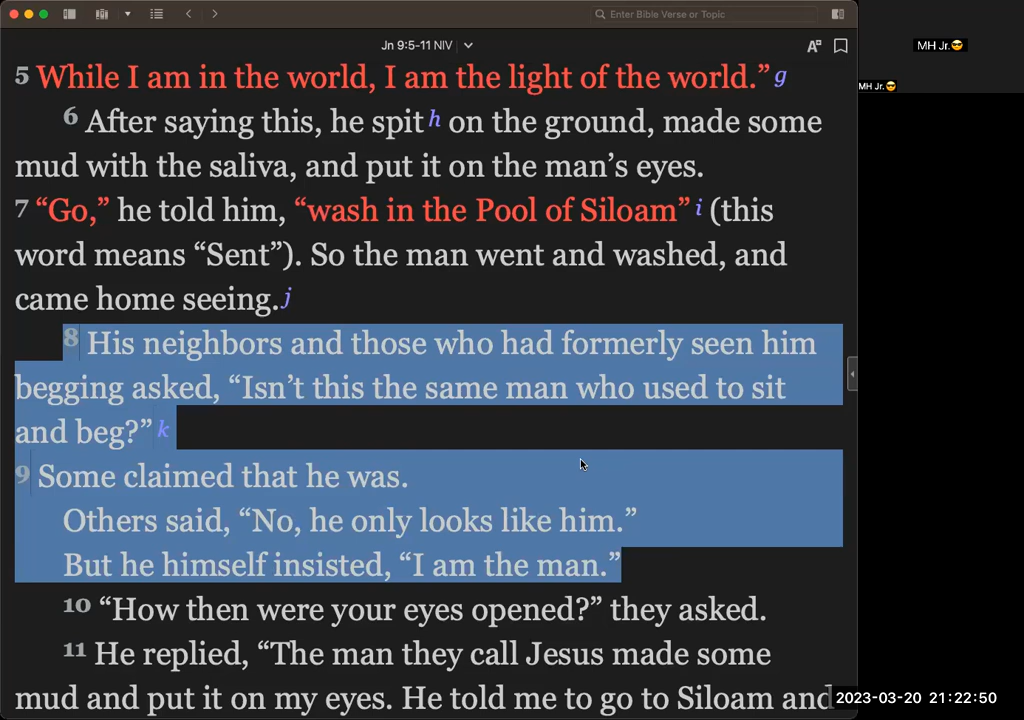 Enter Bible Verse or Topic
Jn 9:5-11 NIV
MH Jr.😎
MH Jr.😎
5 While I am in the world, I am the light of the world.” g
6 After saying this, he spit h on the ground, made some
mud with the saliva, and put it on the man’s eyes.
7 “Go,” he told him, “wash in the Pool of Siloam” i (this
word means “Sent”). So the man went and washed, and
came home seeing. j
8 His neighbors and those who had formerly seen him
begging asked, “Isn’t this the same man who used to sit
and beg?” k
9 Some claimed that he was.
Others said, “No, he only looks like him.”
But he himself insisted, “I am the man.”
10 “How then were your eyes opened?” they asked.
11 He replied, “The man they call Jesus made some
mud and put it on my eyes. He told me to go to Siloam and
2023-03-20 21:22:50